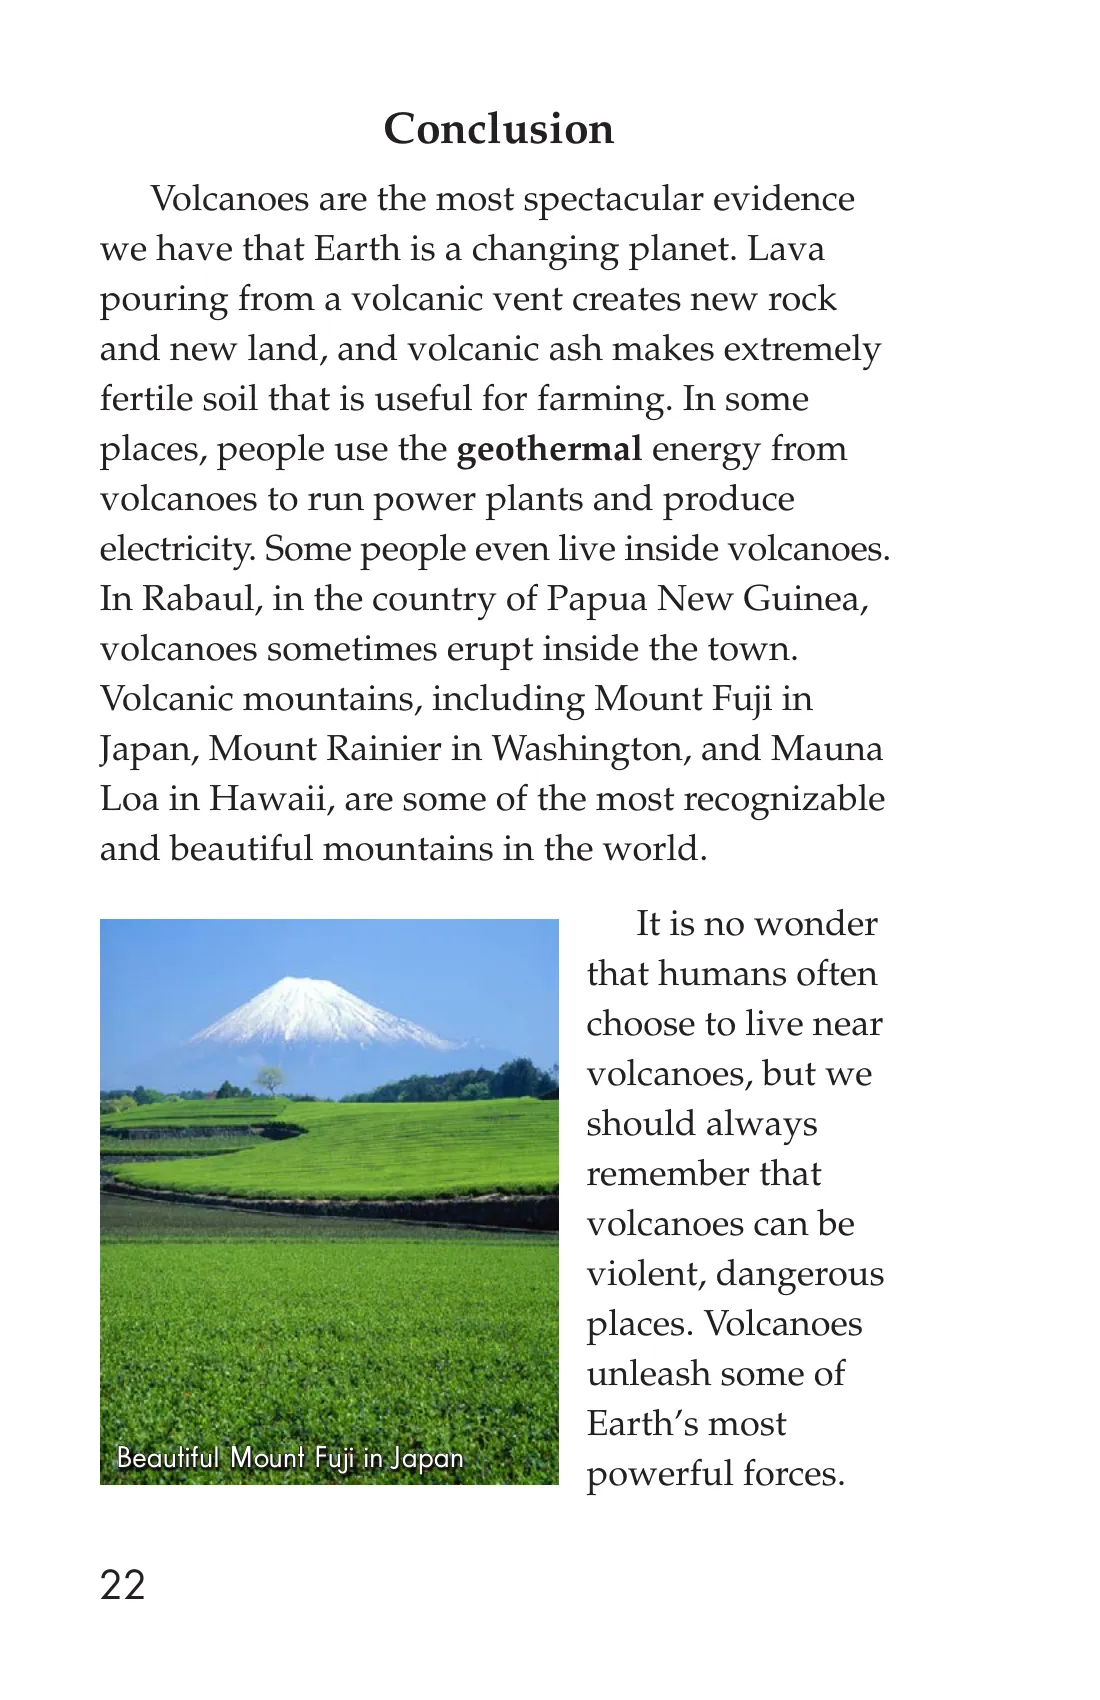 Conclusion
Volcanoes are the most spectacular evidence
we have that Earth is a changing planet. Lava
pouring from a volcanic vent creates new rock
and new land, and volcanic ash makes extremely
fertile soil that is useful for farming. In some
places, people use the geothermal energy from
volcanoes to run power plants and produce
electricity. Some people even live inside volcanoes.
In Rabaul, in the country of Papua New Guinea,
volcanoes sometimes erupt inside the town.
Volcanic mountains, including Mount Fuji in
Japan, Mount Rainier in Washington, and Mauna
Loa in Hawaii, are some of the most recognizable
and beautiful mountains in the world.
It is no wonder
that humans often
choose to live near
volcanoes, but we
should always
remember that
volcanoes can be
violent, dangerous
places. Volcanoes
unleash some of
Earth’s most
powerful forces.
Beautiful Mount Fuji in Japan
22